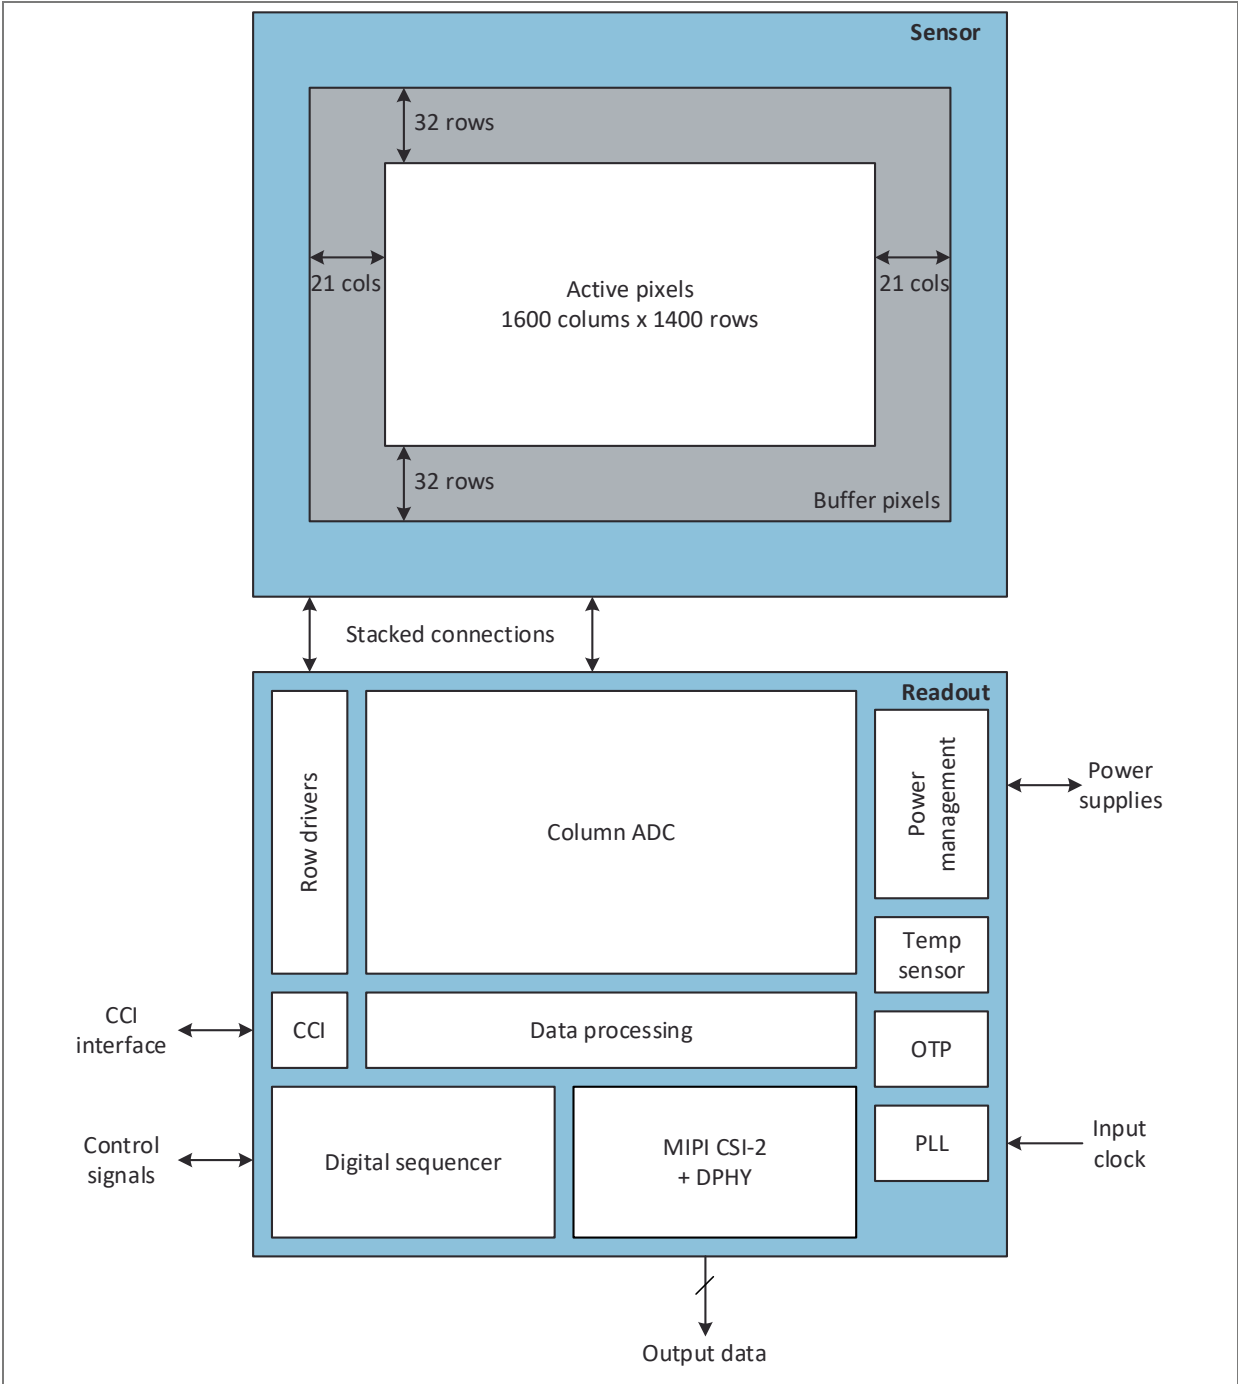 Sensor
32 rows
21 cols
21 cols
Active pixels
1600 colums x 1400 rows
32 rows
Buffer pixels
Stacked connections
Readout
Row drivers
Column ADC
Power
management
Power
supplies
Temp
sensor
CCI
interface
CCI
Data processing
OTP
Control
signals
Digital sequencer
MIPI CSI-2
+ DPHY
PLL
Input
clock
Output data